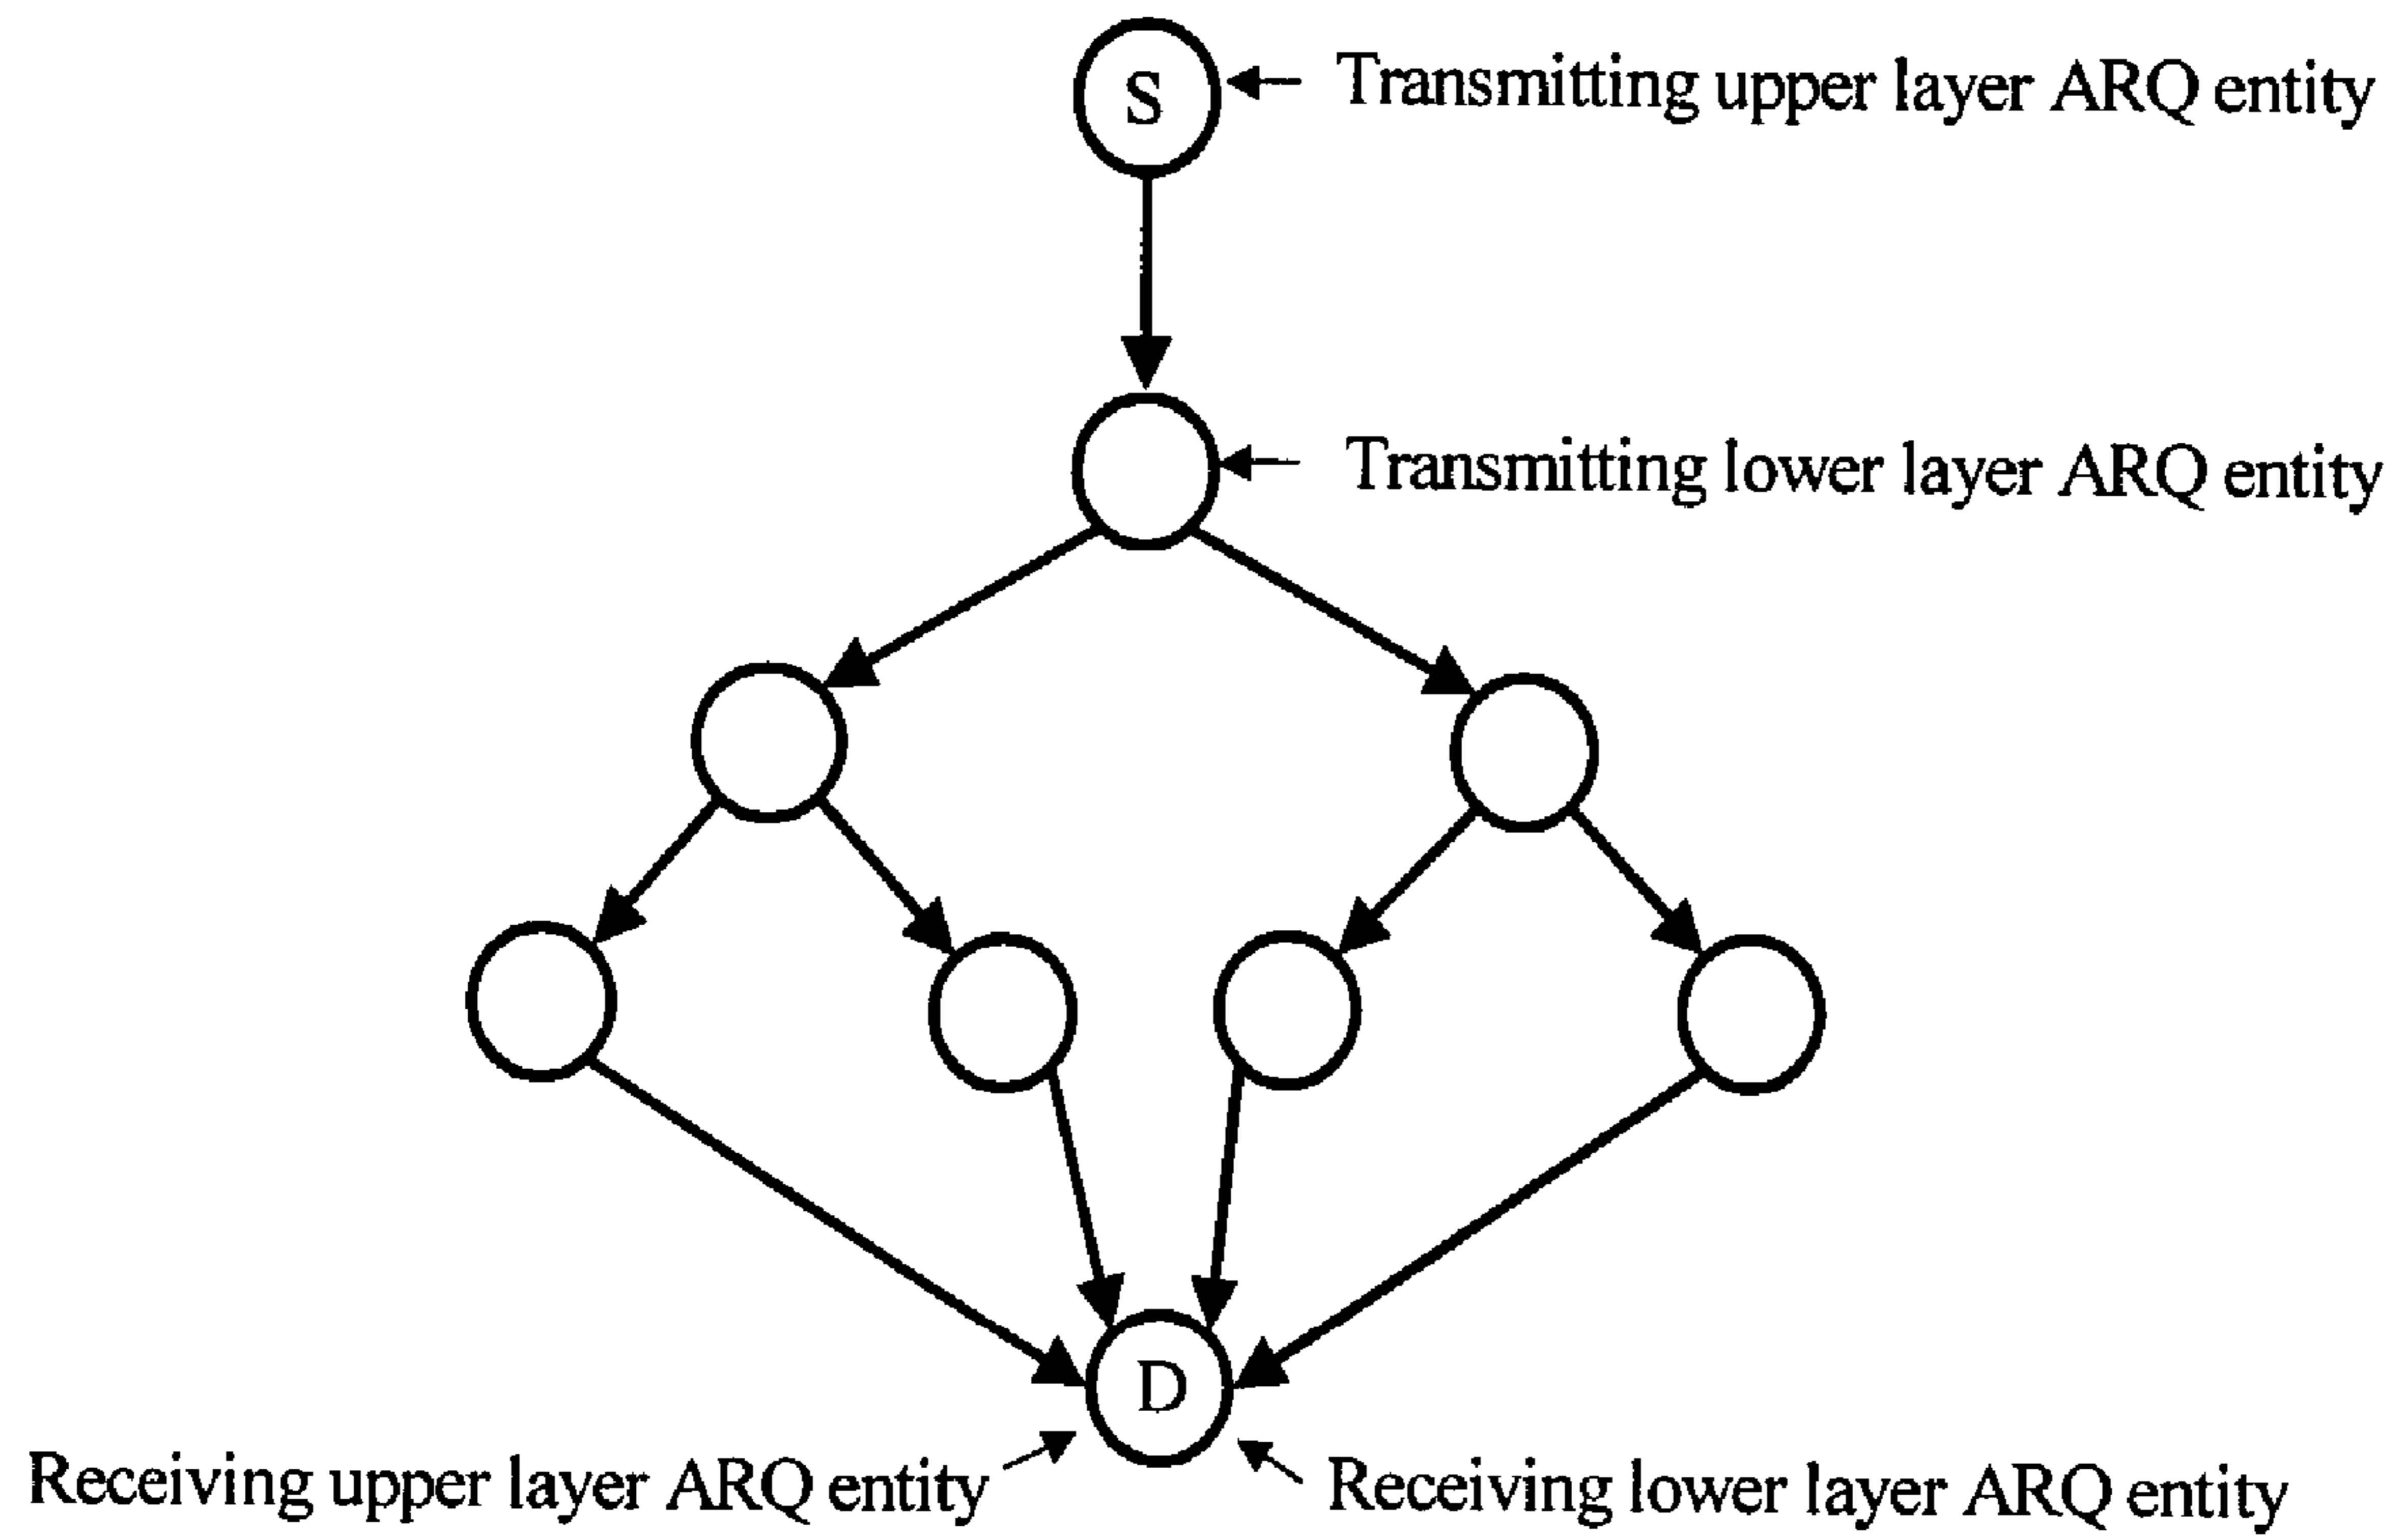 S
Transmitting upper layer ARQ entity
Transmitting lower layer ARQ entity
D
Receiving upper layer ARQ entity
Receiving lower layer ARQ entity